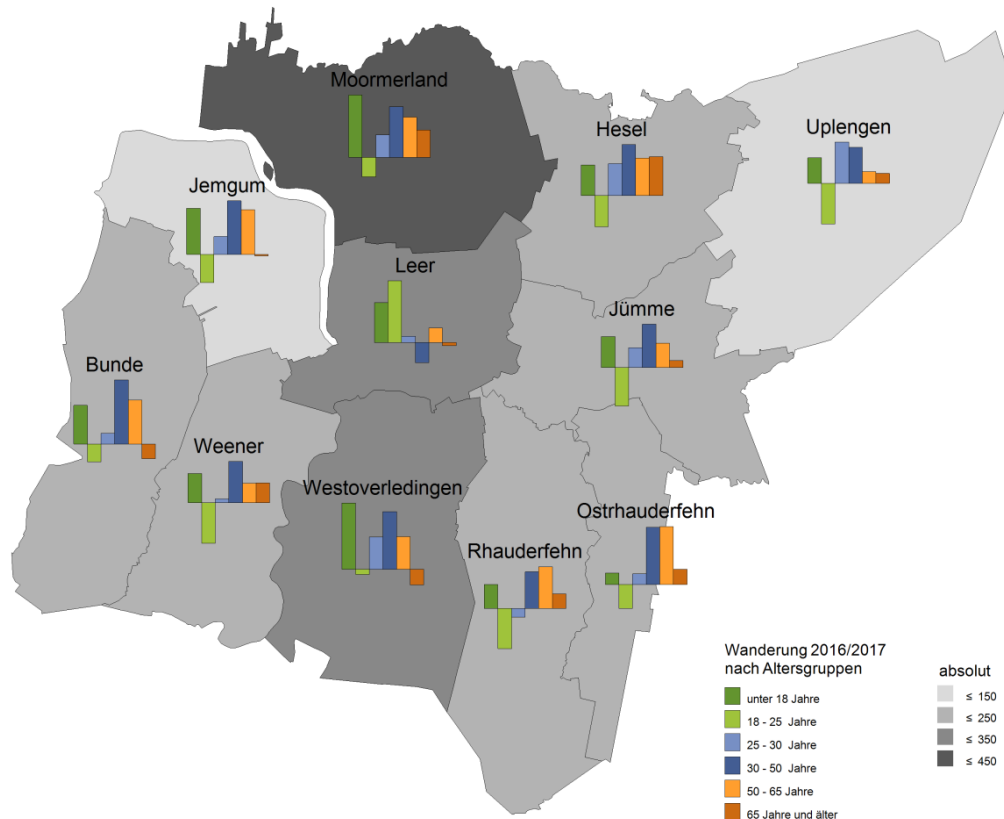 Moormerland
Hesel
Uplengen
Jemgum
Leer
Jümme
Bunde
Weener
Westoverledingen
Ostrhauderfehn
Rhauderfehn
Wanderung 2016/2017
nach Altersgruppen
unter 18 Jahre
18 - 25 Jahre
25 - 30 Jahre
30 - 50 Jahre
50 - 65 Jahre
65 Jahre und älter
absolut
≤ 150
≤ 250
≤ 350
≤ 450